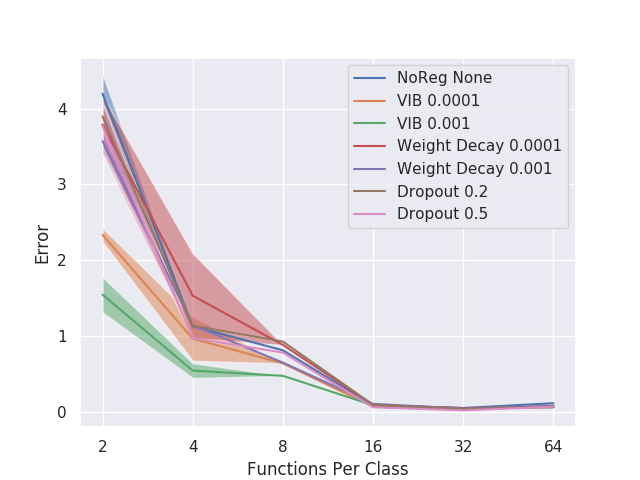 NoReg None
VIB 0.0001
VIB 0.001
Weight Decay 0.0001
Weight Decay 0.001
Dropout 0.2
Dropout 0.5
4
3
2
1
0
Error
2 4 8 16 32 64
Functions Per Class